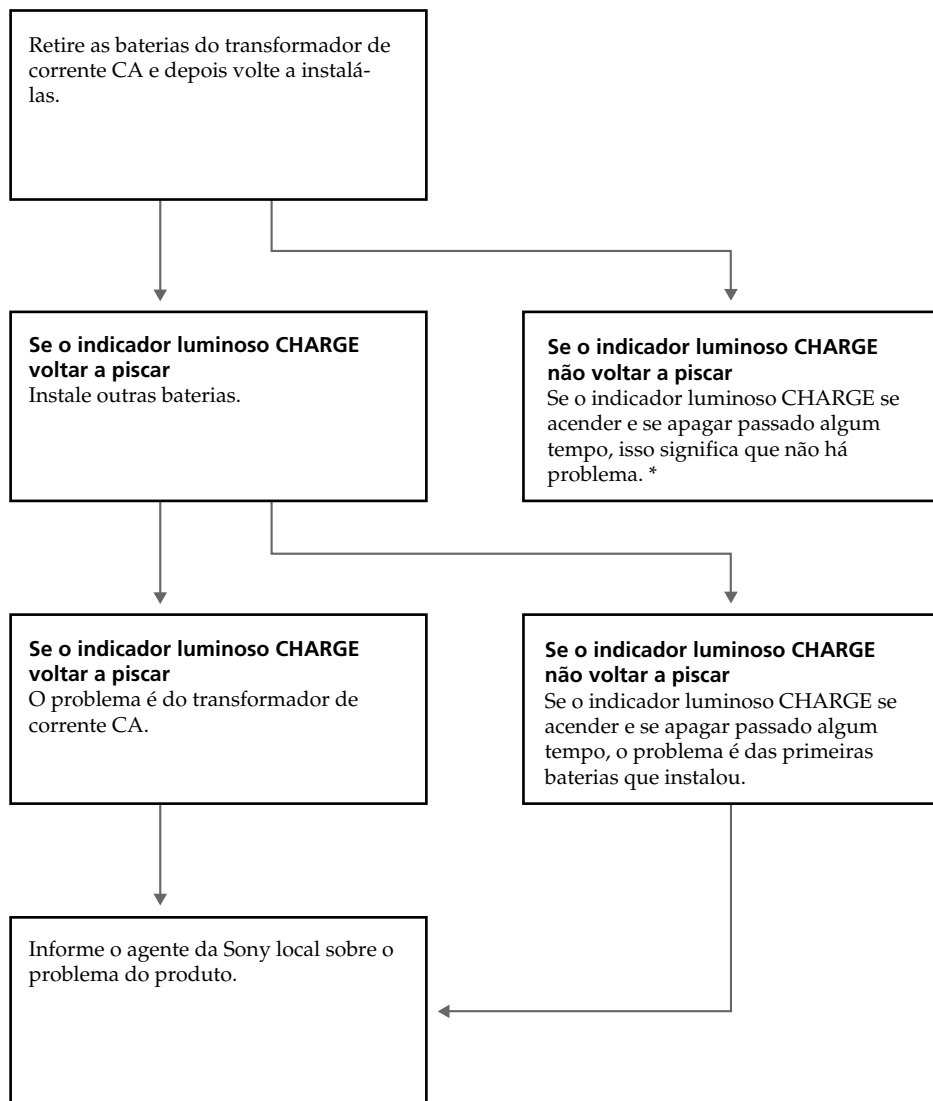 Retire as baterias do transformador de
corrente CA e depois volte a instalá-
las.
Se o indicador luminoso CHARGE
voltar a piscar
Instale outras baterias.
Se o indicador luminoso CHARGE
não voltar a piscar
Se o indicador luminoso CHARGE se
acender e se apagar passado algum
tempo, isso significa que não há
problema. *
Se o indicador luminoso CHARGE
voltar a piscar
O problema é do transformador de
corrente CA.
Se o indicador luminoso CHARGE
não voltar a piscar
Se o indicador luminoso CHARGE se
acender e se apagar passado algum
tempo, o problema é das primeiras
baterias que instalou.
Informe o agente da Sony local sobre o
problema do produto.